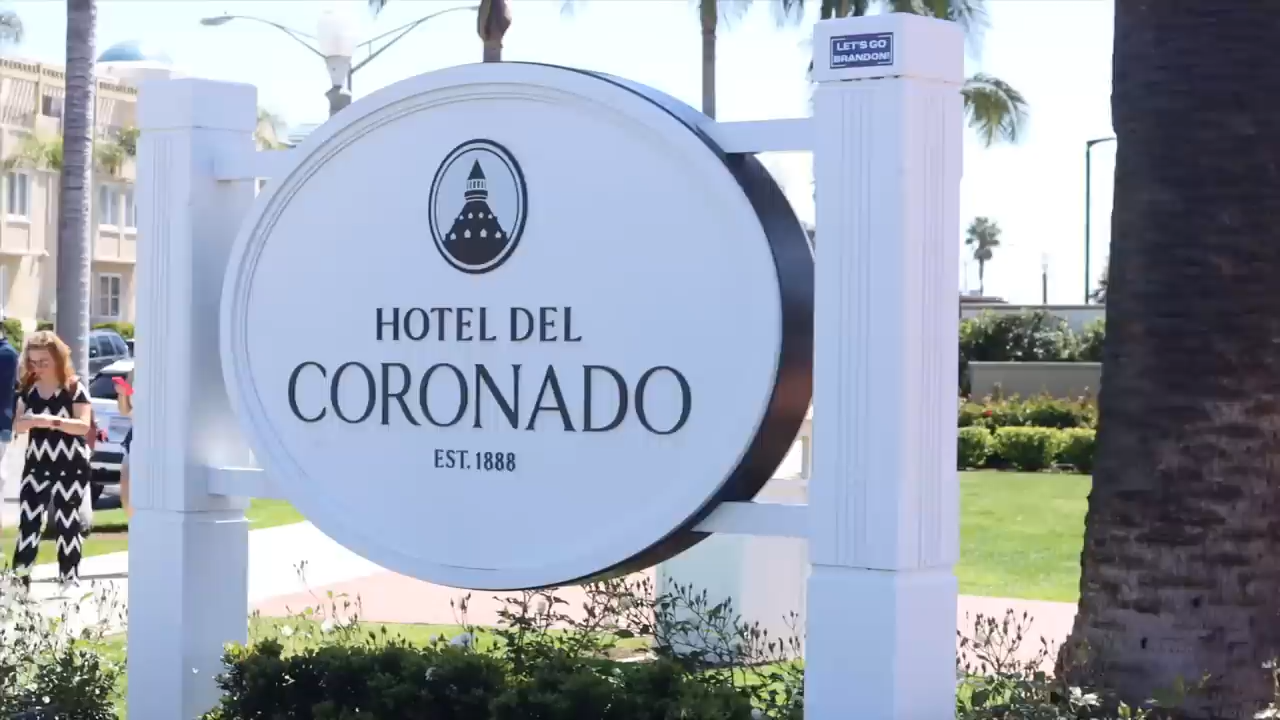 LET'S GO
BRANDON!
HOTEL DEL
CORONADO
EST. 1888